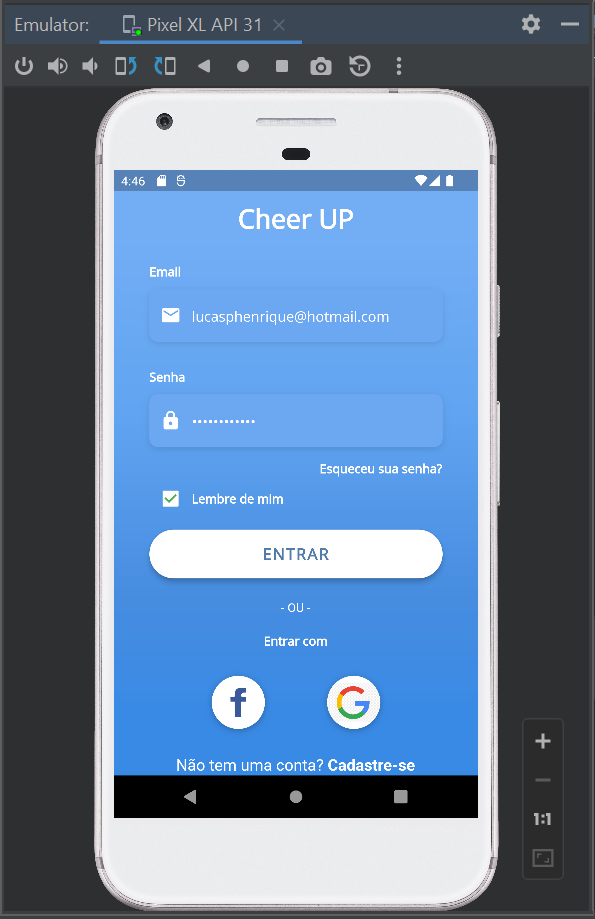 Emulator: Pixel XL API 31
4:46
Cheer UP
Email
lucasphenrique@hotmail.com
Senha
••••••••••••
Esqueceu sua senha?
Lembre de mim
ENTRAR
- OU -
Entrar com
f
G
Não tem uma conta? Cadastre-se
1:1